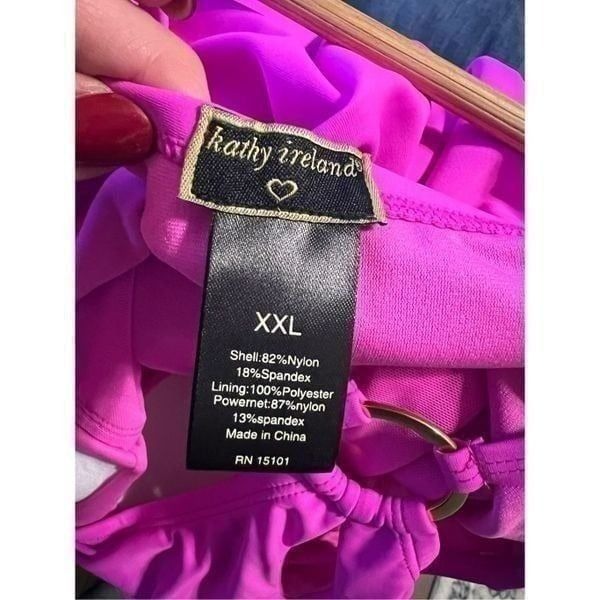 kathy ireland®
XXL
Shell:82%Nylon
18%Spandex
Lining:100%Polyester
Powernet:87%nylon
13%spandex
Made in China
RN 15101